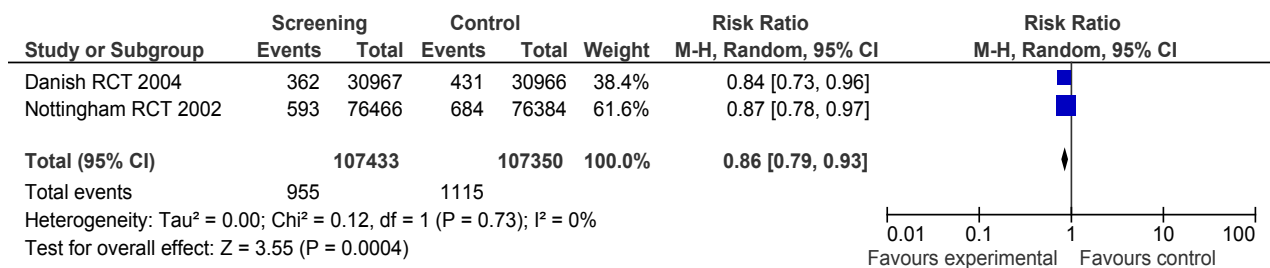 Screening Control Risk Ratio Risk Ratio
Study or Subgroup Events Total Events Total Weight M-H, Random, 95% CI M-H, Random, 95% CI
Danish RCT 2004 362 30967 431 30966 38.4% 0.84 [0.73, 0.96]
Nottingham RCT 2002 593 76466 684 76384 61.6% 0.87 [0.78, 0.97]
Total (95% CI) 107433 107350 100.0% 0.86 [0.79, 0.93]
Total events 955 1115
Heterogeneity: Tau² = 0.00; Chi² = 0.12, df = 1 (P = 0.73); I² = 0%
Test for overall effect: Z = 3.55 (P = 0.0004)
0.01 0.1 1 10 100
Favours experimental Favours control